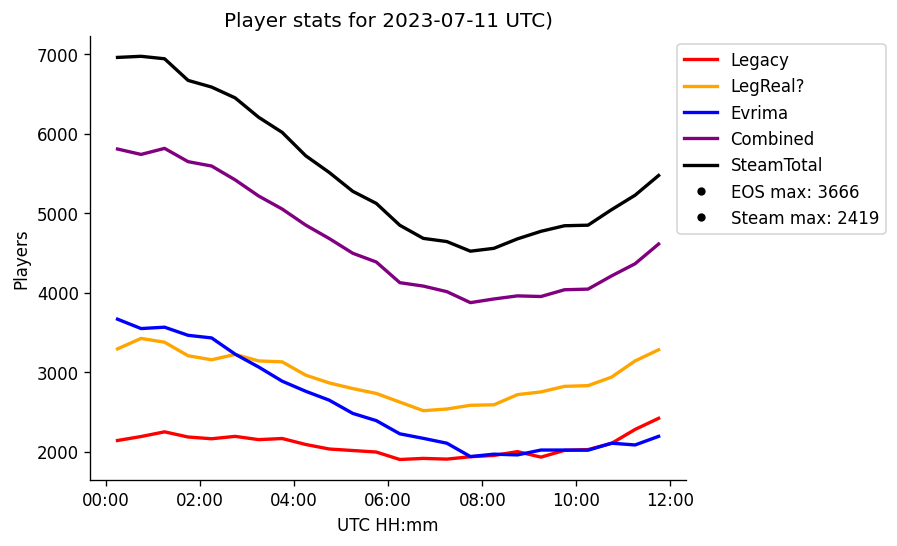 Player stats for 2023-07-11 UTC)
7000
6000
5000
4000
3000
2000
Players
00:00 02:00 04:00 06:00 08:00 10:00 12:00
UTC HH:mm
Legacy
LegReal?
Evrima
Combined
SteamTotal
EOS max: 3666
Steam max: 2419